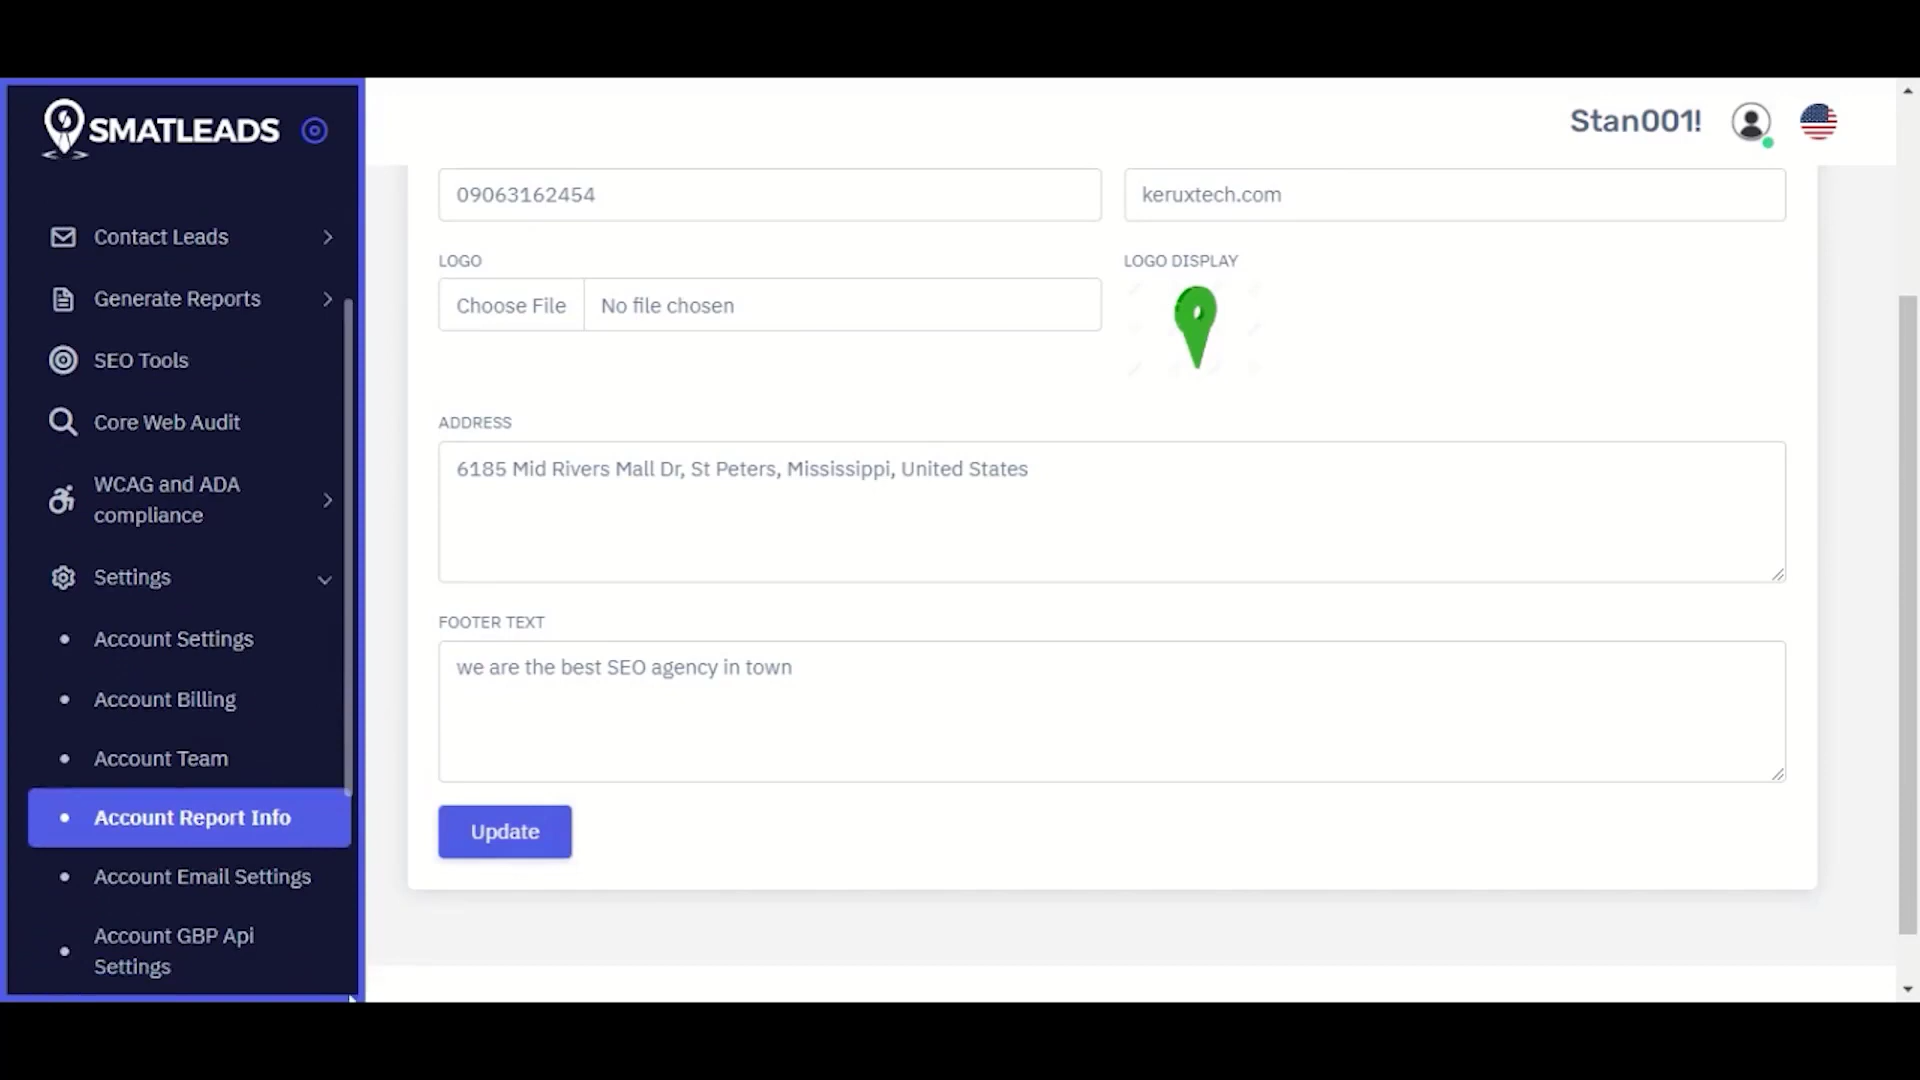 SMATLEADS
Stan001!
Contact Leads
Generate Reports
SEO Tools
Core Web Audit
WCAG and ADA
compliance
Settings
Account Settings
Account Billing
Account Team
Account Report Info
Account Email Settings
Account GBP Api
Settings
09063162454
keruxtech.com
LOGO
Choose File
No file chosen
LOGO DISPLAY
ADDRESS
6185 Mid Rivers Mall Dr, St Peters, Mississippi, United States
FOOTER TEXT
we are the best SEO agency in town
Update